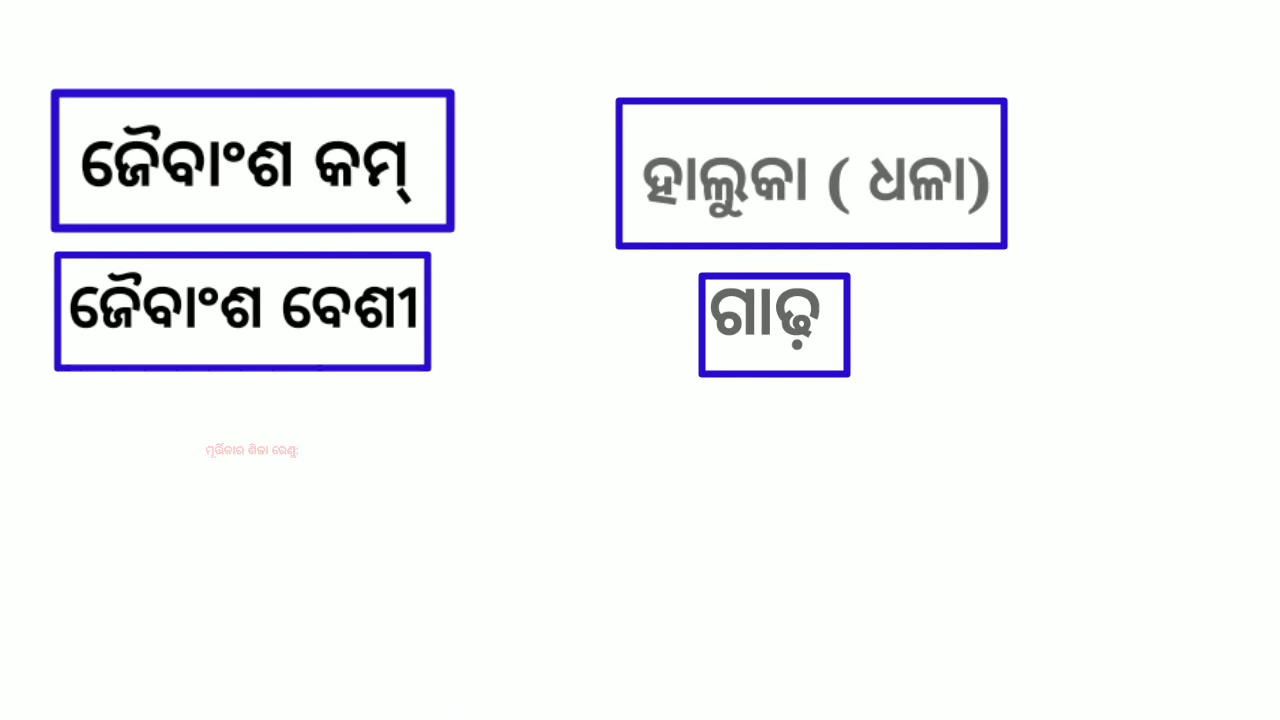 ଜୈବାଂଶ କମ୍
ହାଲୁକା ( ଧଳା)
ଜୈବାଂଶ ବେଶୀ
ଗାଢ଼
ଶିଳା ରେଣୁ: